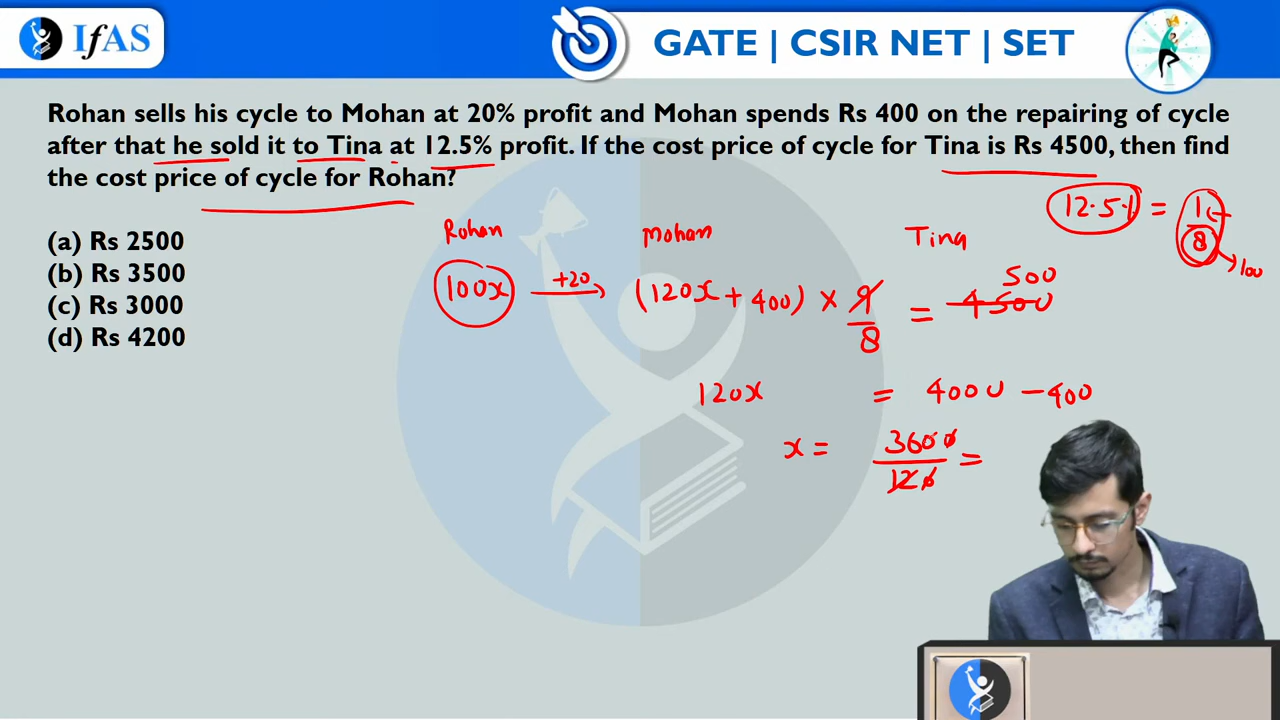 IfAS
GATE | CSIR NET | SET
Rohan sells his cycle to Mohan at 20% profit and Mohan spends Rs 400 on the repairing of cycle
after that he sold it to Tina at 12.5% profit. If the cost price of cycle for Tina is Rs 4500, then find
the cost price of cycle for Rohan?
12.5% = 1/8
→ 100
(a) Rs 2500
(b) Rs 3500
(c) Rs 3000
(d) Rs 4200
Rohan Mohan Tina
500
100x +20 → (120x + 400) × 9/8 = 4500
120x = 4000 - 400
x = 3600/120 =